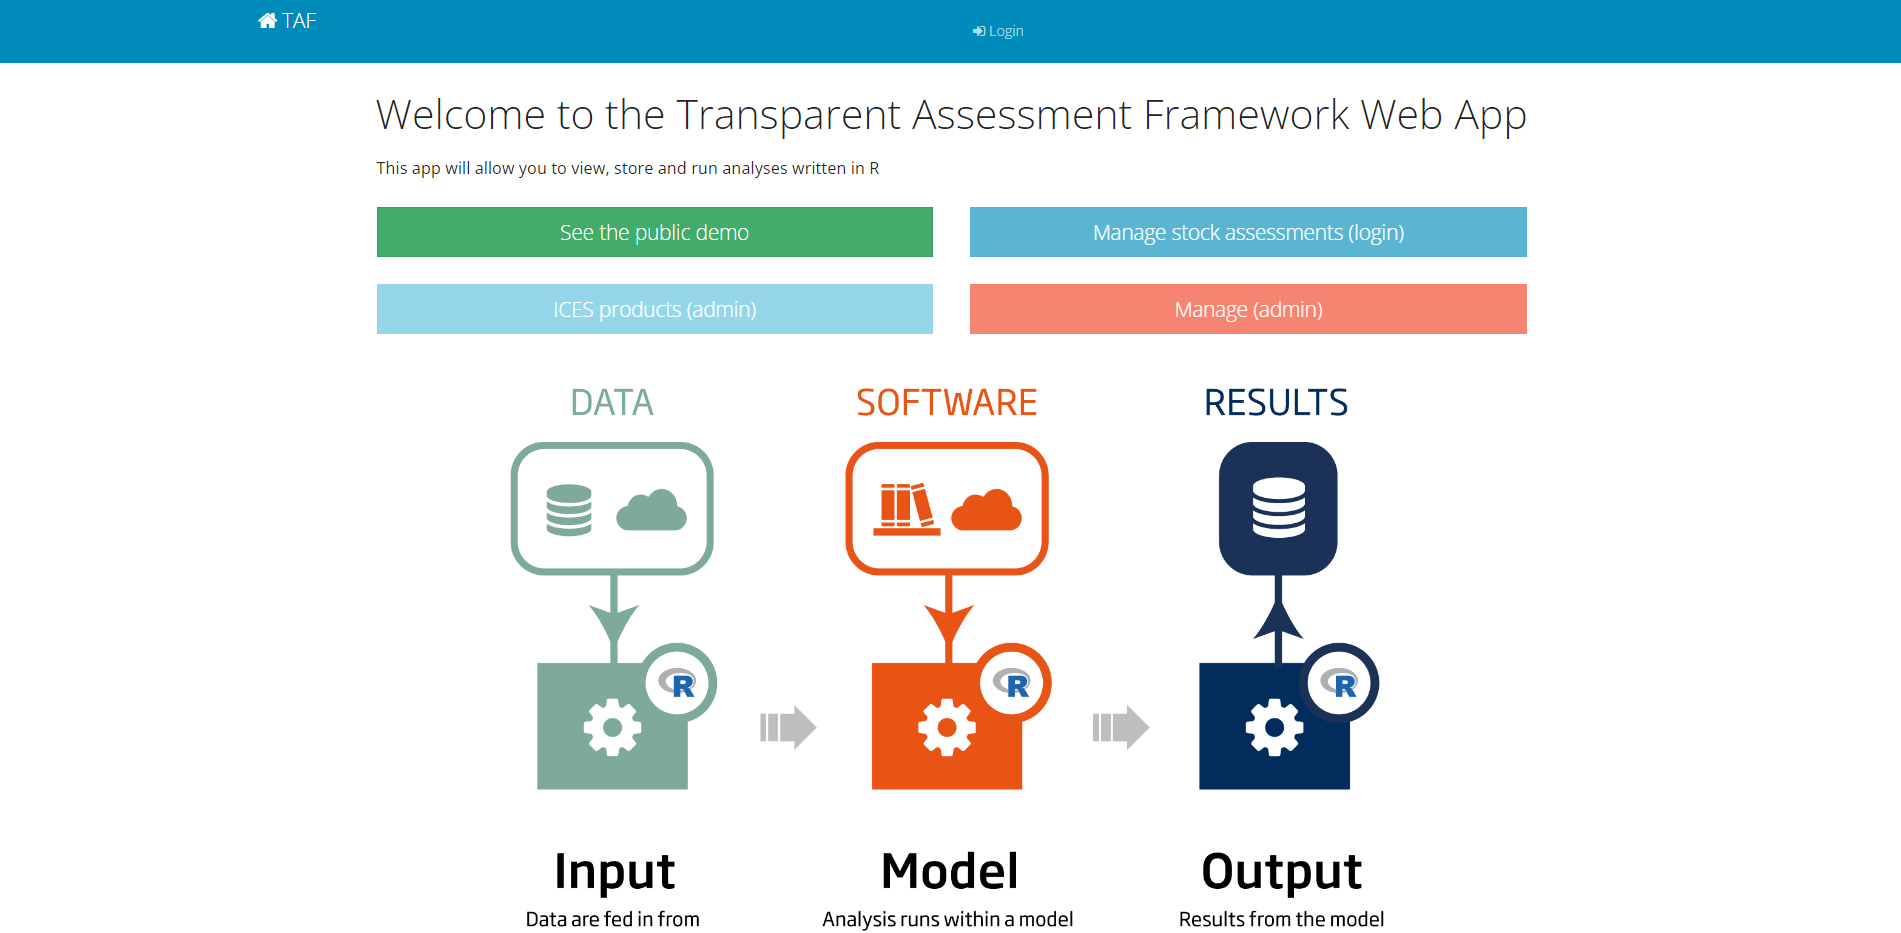 TAF
Login
Welcome to the Transparent Assessment Framework Web App
This app will allow you to view, store and run analyses written in R
See the public demo
Manage stock assessments (login)
ICES products (admin)
Manage (admin)
DATA
SOFTWARE
RESULTS
R
R
R
Input
Model
Output
Data are fed in from
Analysis runs within a model
Results from the model